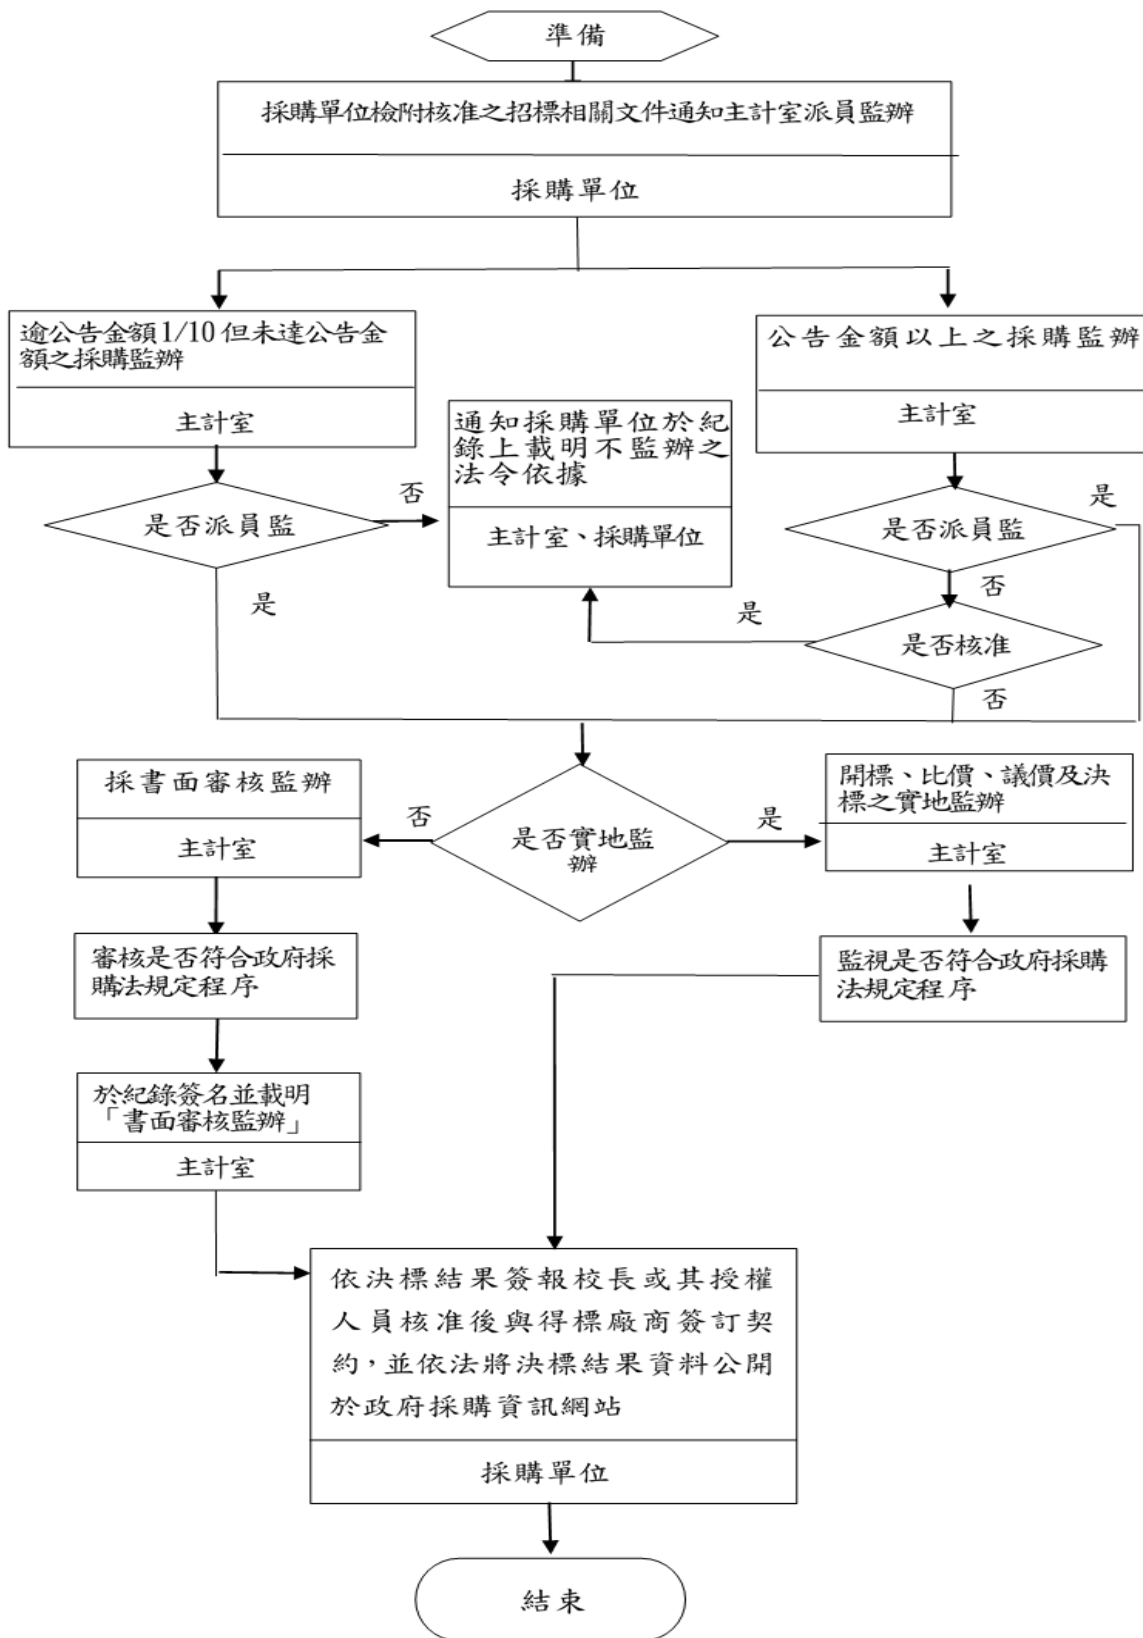 準備
採購單位檢附核准之招標相關文件通知主計室派員監辦
採購單位
逾公告金額1/10但未達公告金
額之採購監辦
主計室
公告金額以上之採購監辦
主計室
通知採購單位於紀
錄上載明不監辦之
法令依據
主計室、採購單位
是否派員監
否
是
是否派員監
是
否
是否核准
是
否
採書面審核監辦
主計室
否
是否實地監
辦
是
開標、比價、議價及決
標之實地監辦
主計室
審核是否符合政府採
購法規定程序
監視是否符合政府採購
法規定程序
於紀錄簽名並載明
「書面審核監辦」
主計室
依決標結果簽報校長或其授權
人員核准後與得標廠商簽訂契
約，並依法將決標結果資料公開
於政府採購資訊網站
採購單位
結束